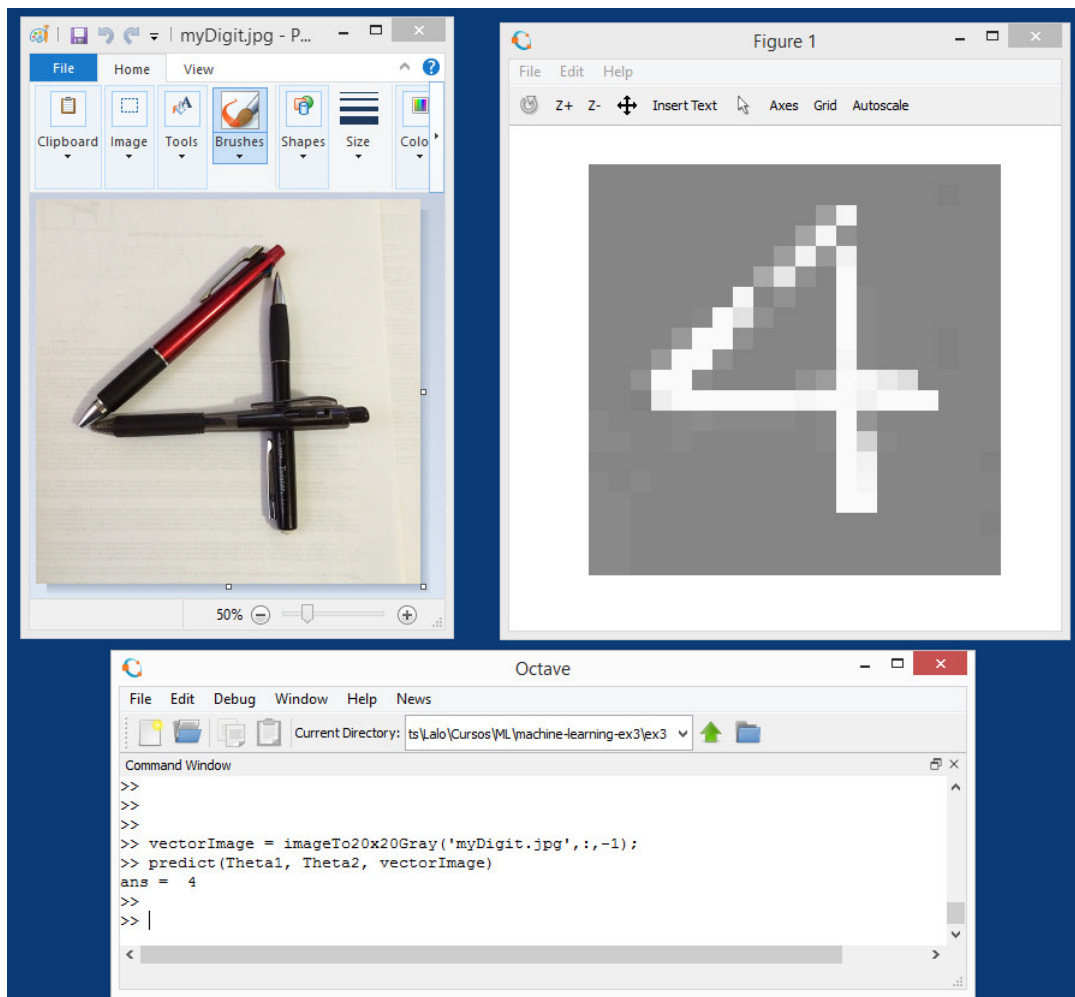 myDigit.jpg - P...
File Home View
Clipboard Image Tools Brushes Shapes Size Colo
50%
Figure 1
File Edit Help
Z+ Z- Insert Text Axes Grid Autoscale
Octave
File Edit Debug Window Help News
Current Directory: ts\Lalo\Cursos\ML\machine-learning-ex3\ex3
Command Window
>>
>>
>>
>> vectorImage = imageTo20x20Gray('myDigit.jpg',:,-1);
>> predict(Theta1, Theta2, vectorImage)
ans = 4
>>
>>